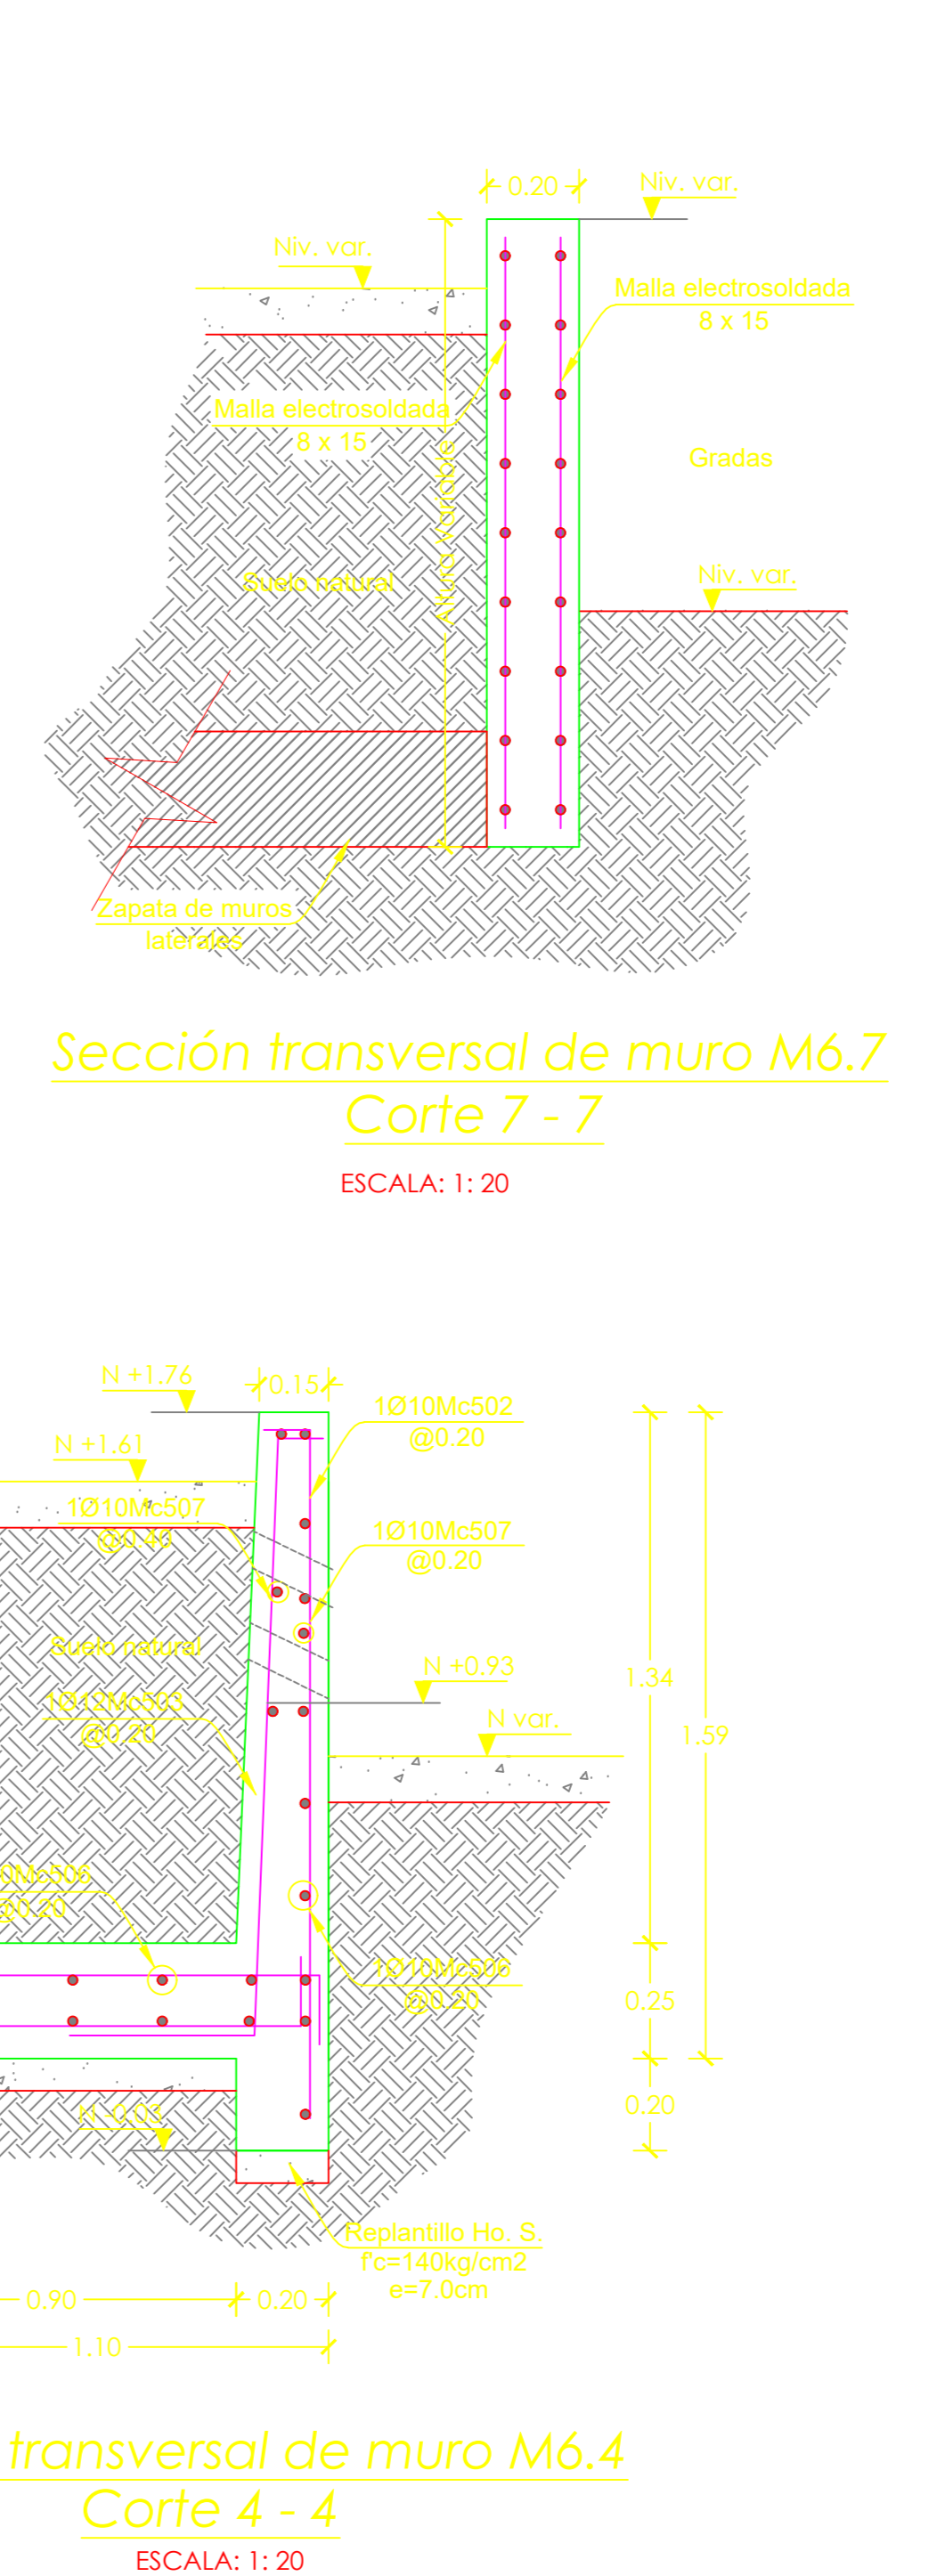 0.20
Niv. var.
Niv. var.
Malla electrosoldada
8 x 15
Malla electrosoldada
8 x 15
Altura Variable
Gradas
Suelo natural
Niv. var.
Zapata de muros
laterales
Sección transversal de muro M6.7
Corte 7 - 7
ESCALA: 1: 20
N +1.76
0.15
1Ø10Mc502
@0.20
N +1.61
1Ø10Mc507
@0.40
1Ø10Mc507
@0.20
Suelo natural
N +0.93
1.34
1Ø12Mc503
@0.20
N var.
1.59
0Mc506
@0.20
1Ø10Mc506
@0.20
0.25
N -0.03
0.20
Replantillo Ho. S.
f'c=140kg/cm2
e=7.0cm
0.90
0.20
1.10
transversal de muro M6.4
Corte 4 - 4
ESCALA: 1: 20